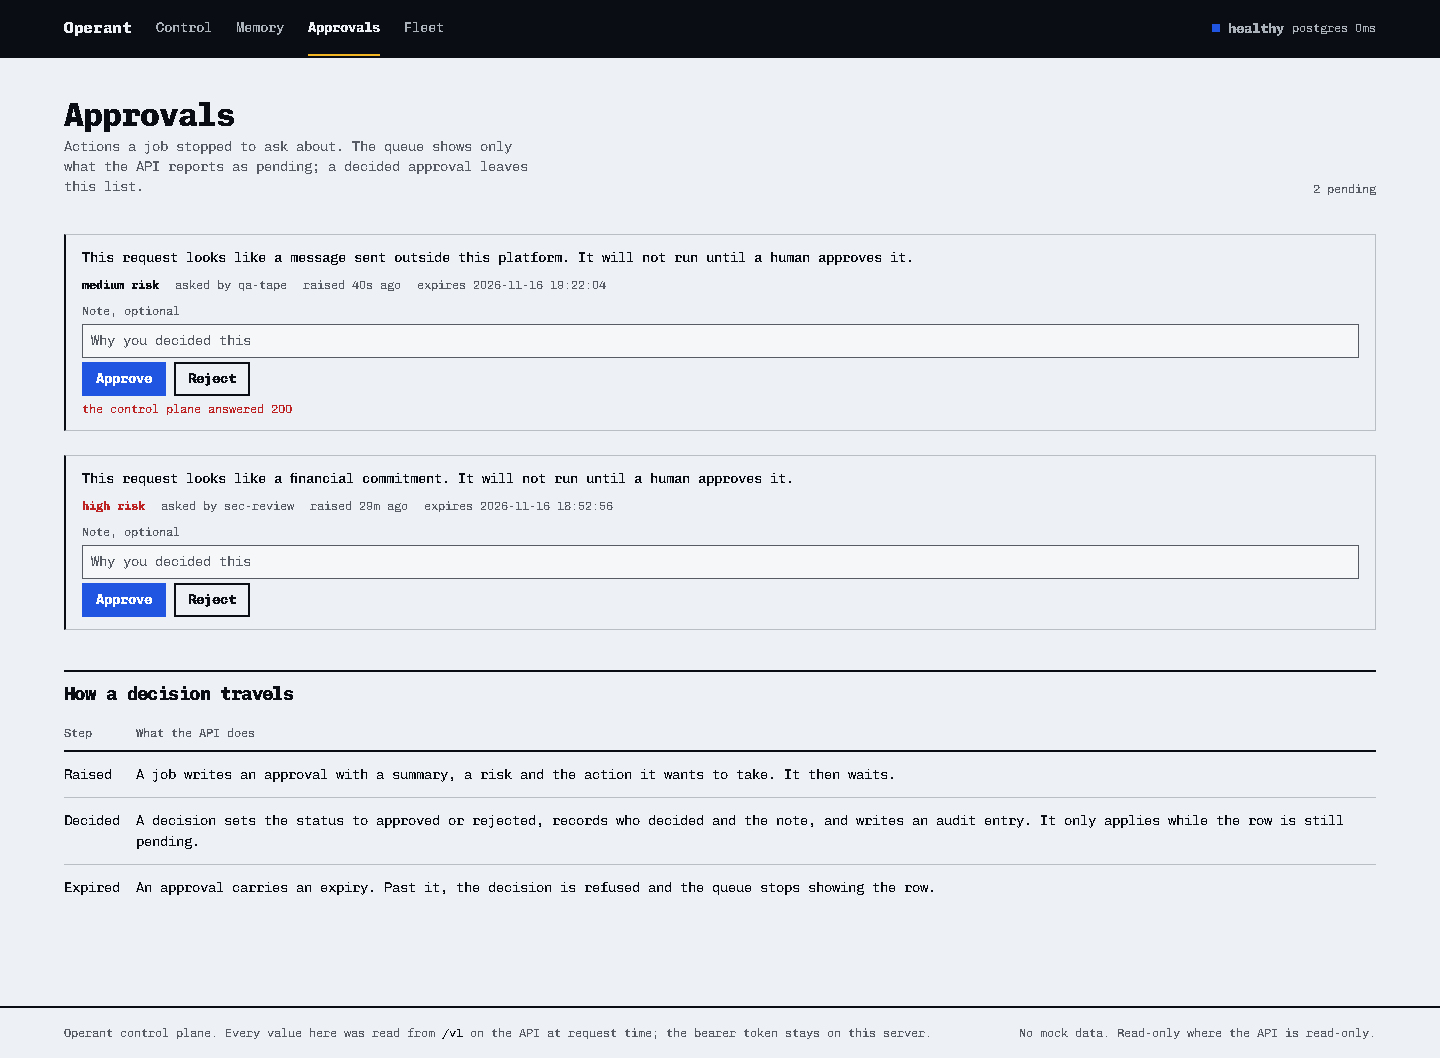 Operant Control Memory Approvals Fleet healthy postgres 0ms
Approvals
Actions a job stopped to ask about. The queue shows only
what the API reports as pending; a decided approval leaves
this list.
2 pending
This request looks like a message sent outside this platform. It will not run until a human approves it.
medium risk asked by qa-tape raised 40s ago expires 2026-11-16 19:22:04
Note, optional
Why you decided this
Approve Reject
the control plane answered 200
This request looks like a financial commitment. It will not run until a human approves it.
high risk asked by sec-review raised 29m ago expires 2026-11-16 18:52:56
Note, optional
Why you decided this
Approve Reject
How a decision travels
Step What the API does
Raised A job writes an approval with a summary, a risk and the action it wants to take. It then waits.
Decided A decision sets the status to approved or rejected, records who decided and the note, and writes an audit entry. It only applies while the row is still
pending.
Expired An approval carries an expiry. Past it, the decision is refused and the queue stops showing the row.
Operant control plane. Every value here was read from /v1 on the API at request time; the bearer token stays on this server. No mock data. Read-only where the API is read-only.